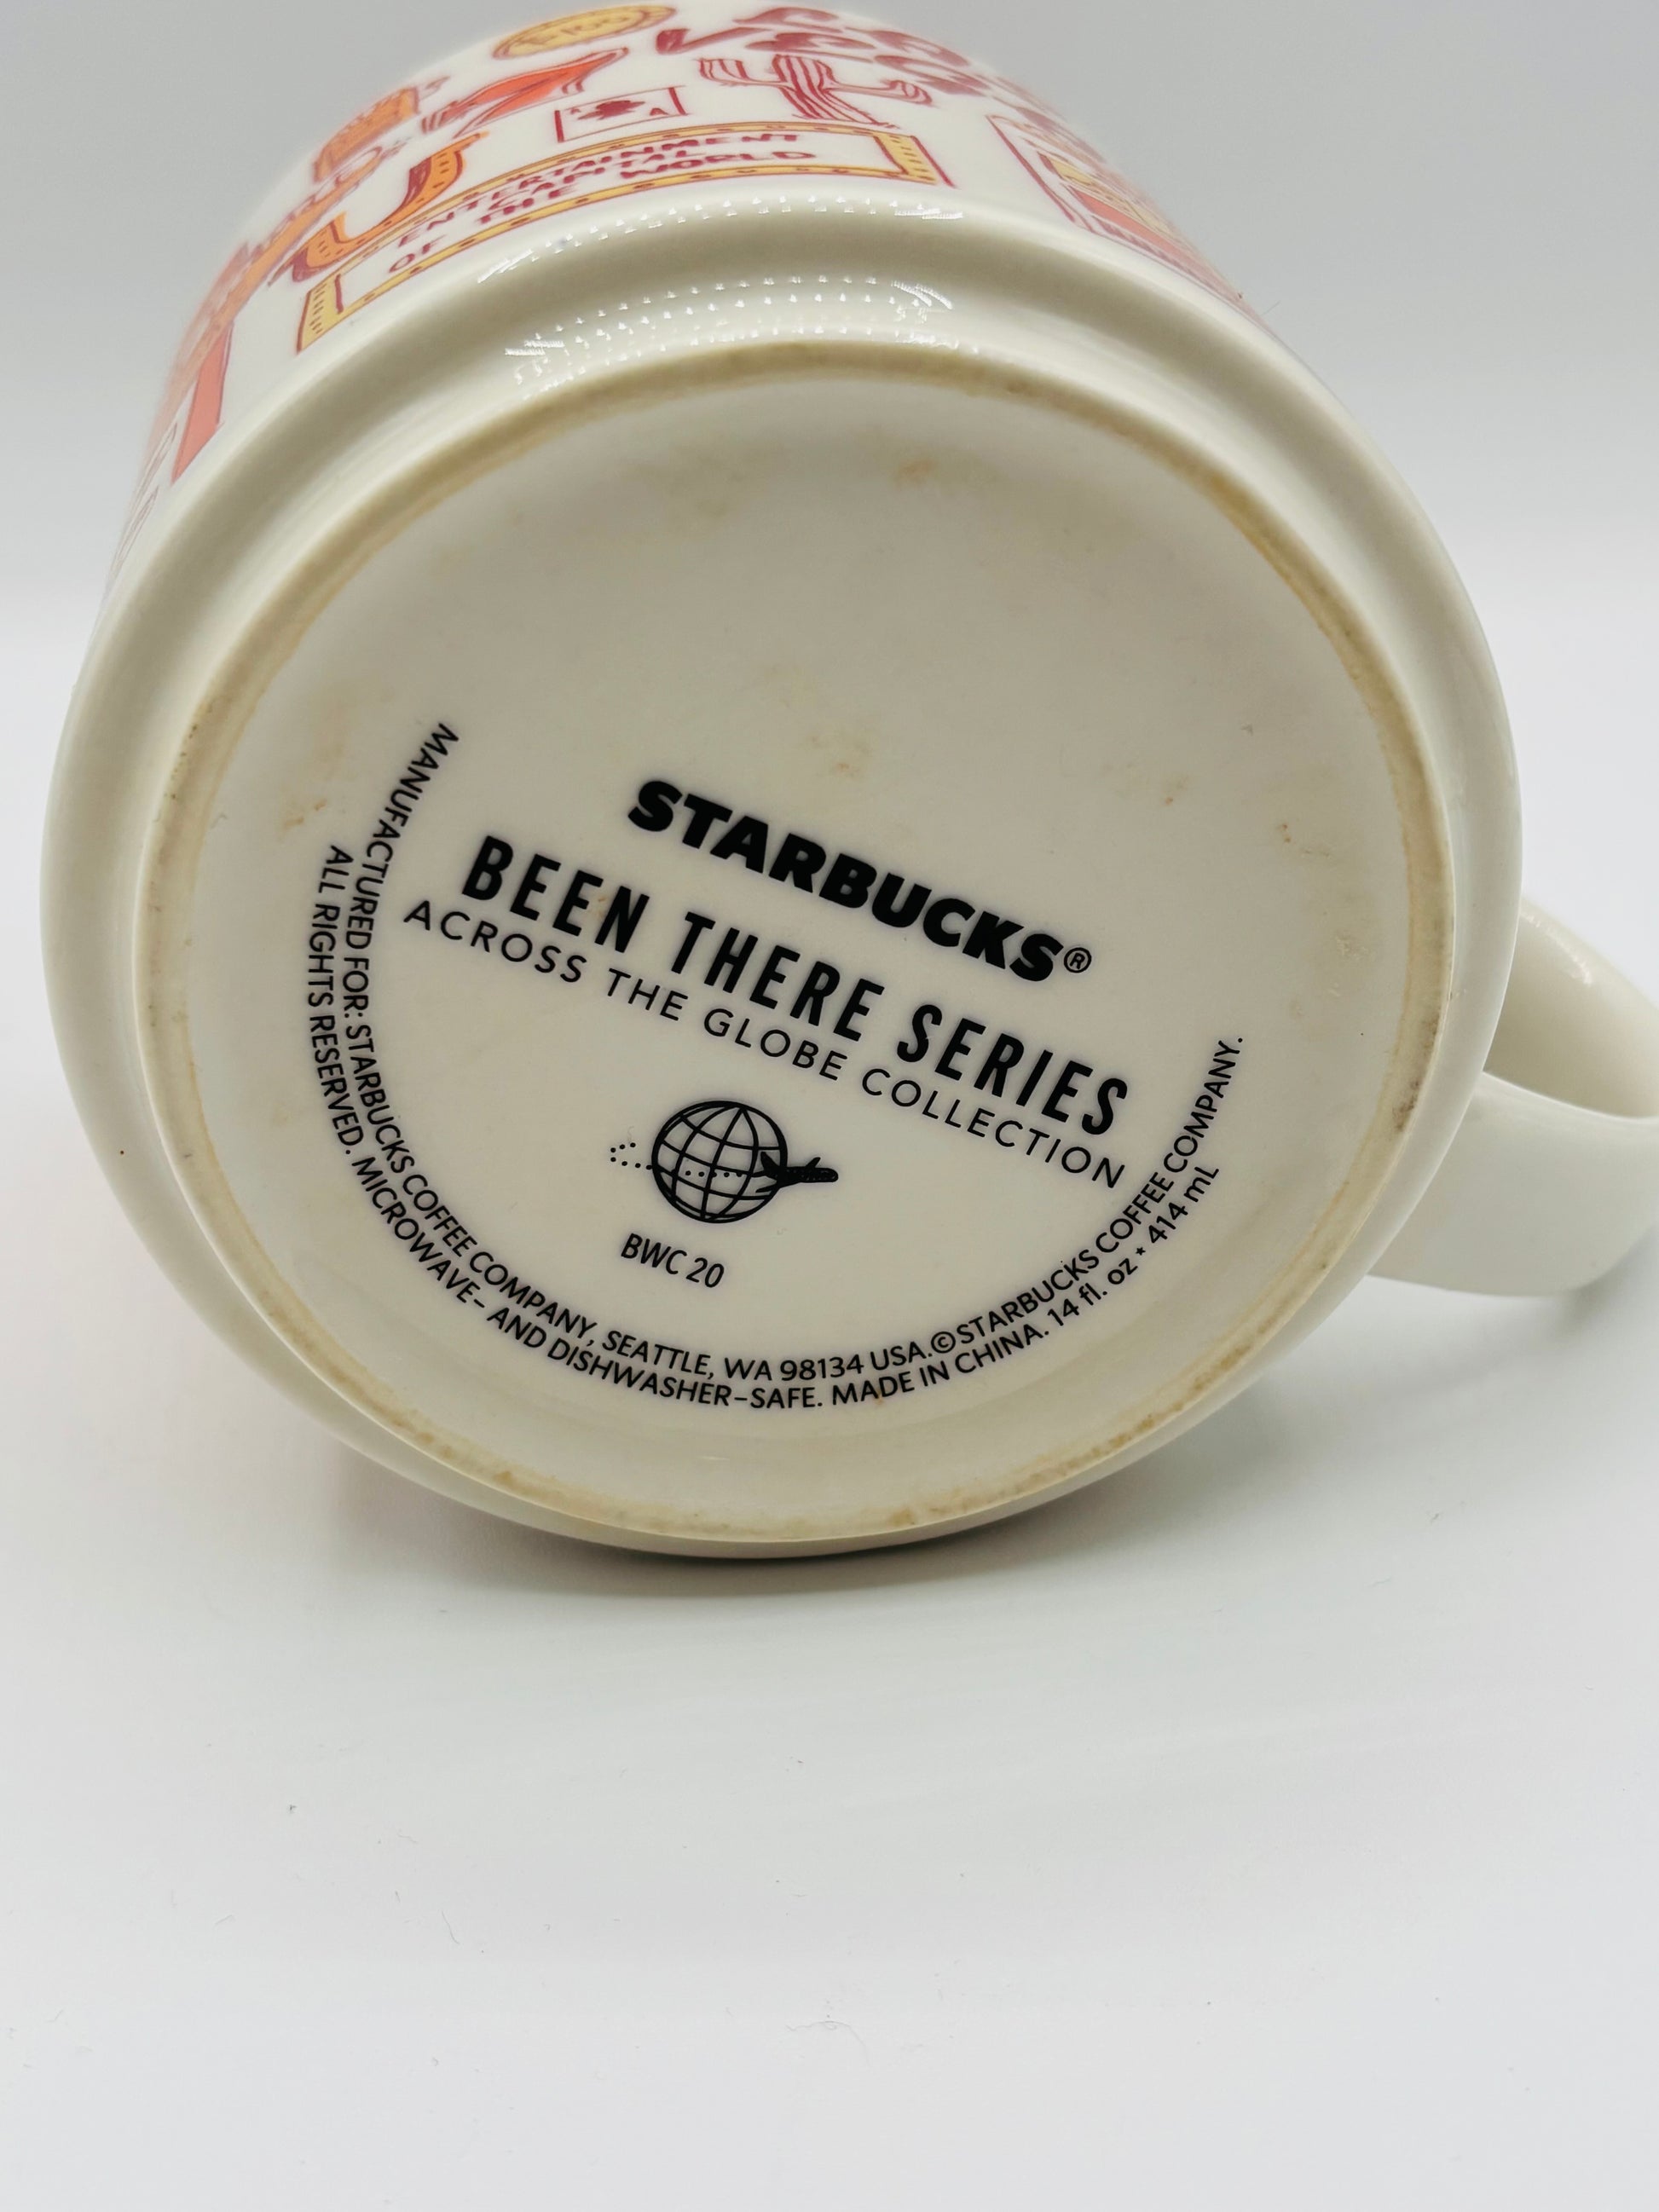 ENTERTAINMENT
CAPITAL
OF THE WORLD
A
STARBUCKS®
BEEN THERE SERIES
ACROSS THE GLOBE COLLECTION
BWC 20
MANUFACTURED FOR: STARBUCKS COFFEE COMPANY, SEATTLE, WA 98134 USA.©STARBUCKS COFFEE COMPANY.
ALL RIGHTS RESERVED. MICROWAVE- AND DISHWASHER-SAFE. MADE IN CHINA. 14 fl. oz * 414 mL